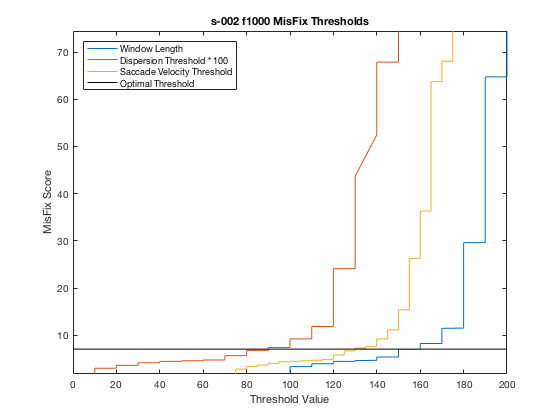 s-002 f1000 MisFix Thresholds
Window Length
Dispersion Threshold * 100
Saccade Velocity Threshold
Optimal Threshold
MisFix Score
70
60
50
40
30
20
10
0 20 40 60 80 100 120 140 160 180 200
Threshold Value